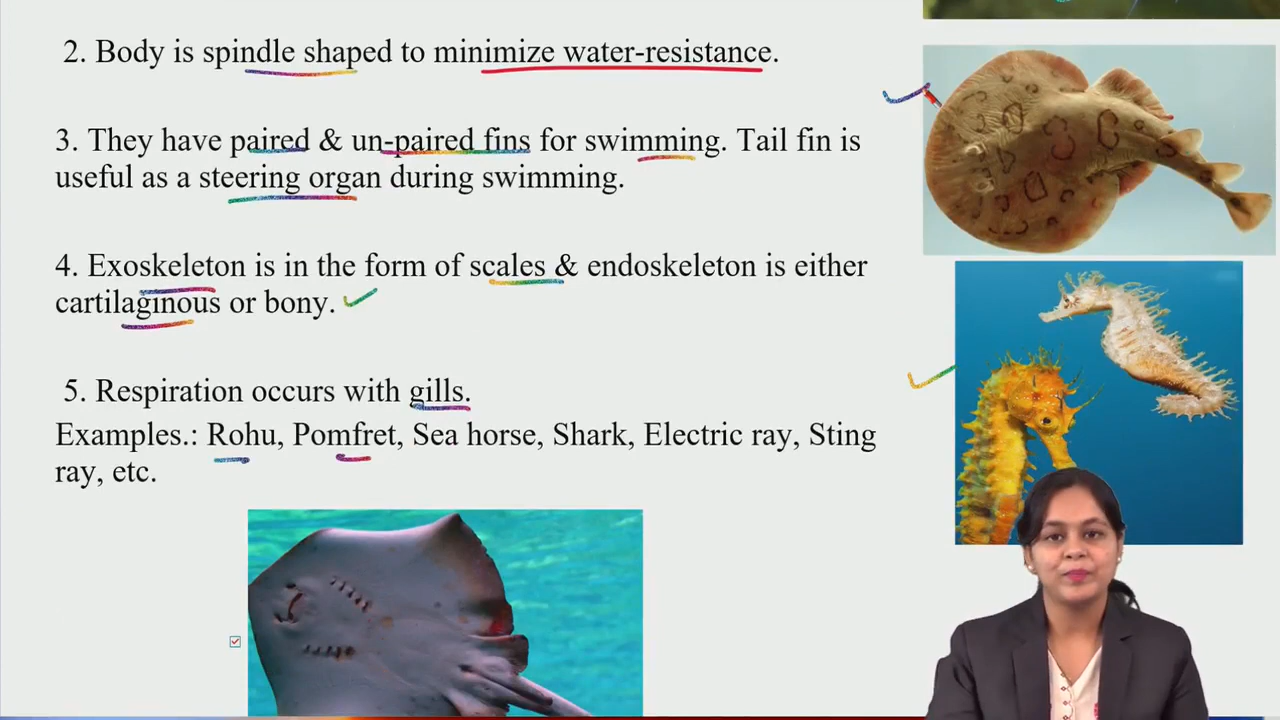 2. Body is spindle shaped to minimize water-resistance.
3. They have paired & un-paired fins for swimming. Tail fin is
useful as a steering organ during swimming.
4. Exoskeleton is in the form of scales & endoskeleton is either
cartilaginous or bony.
5. Respiration occurs with gills.
Examples.: Rohu, Pomfret, Sea horse, Shark, Electric ray, Sting
ray, etc.